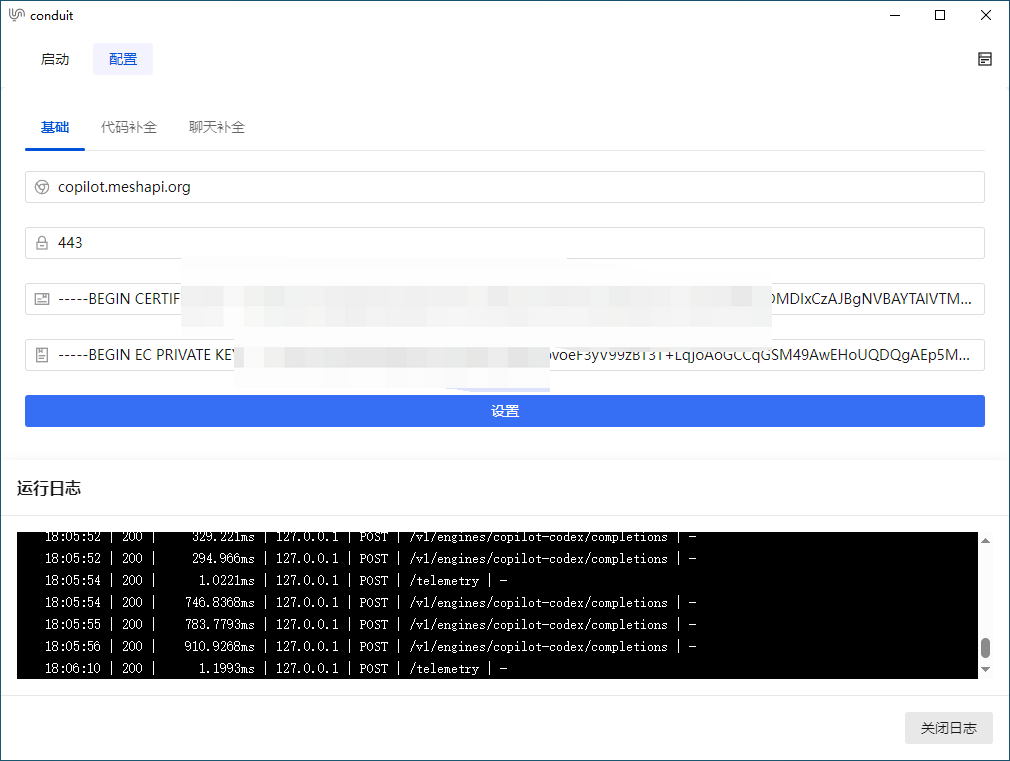 conduit
启动 配置
基础 代码补全 聊天补全
copilot.meshapi.org
443
-----BEGIN CERTIF
-----BEGIN EC PRIVATE KEY
设置
运行日志
18:05:52 | 200 | 329.221ms | 127.0.0.1 | POST | /v1/engines/copilot-codex/completions | -
18:05:52 | 200 | 294.966ms | 127.0.0.1 | POST | /v1/engines/copilot-codex/completions | -
18:05:54 | 200 | 1.0221ms | 127.0.0.1 | POST | /telemetry | -
18:05:54 | 200 | 746.8368ms | 127.0.0.1 | POST | /v1/engines/copilot-codex/completions | -
18:05:55 | 200 | 783.7793ms | 127.0.0.1 | POST | /v1/engines/copilot-codex/completions | -
18:05:56 | 200 | 910.9268ms | 127.0.0.1 | POST | /v1/engines/copilot-codex/completions | -
18:06:10 | 200 | 1.1993ms | 127.0.0.1 | POST | /telemetry | -
关闭日志